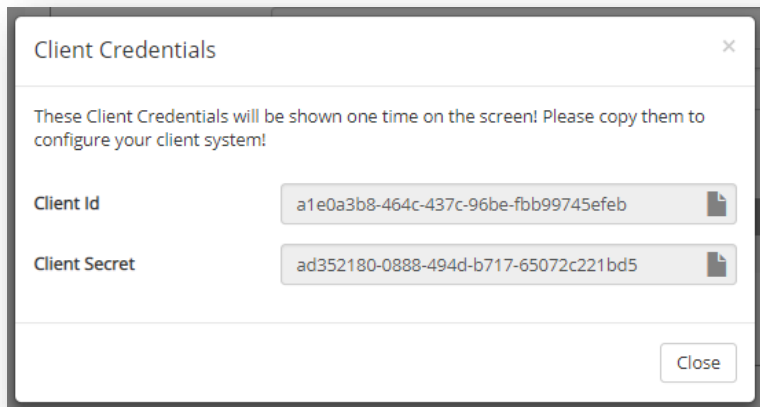 Client Credentials
×
These Client Credentials will be shown one time on the screen! Please copy them to
configure your client system!
Client Id
a1e0a3b8-464c-437c-96be-fbb99745efeb
Client Secret
ad352180-0888-494d-b717-65072c221bd5
Close